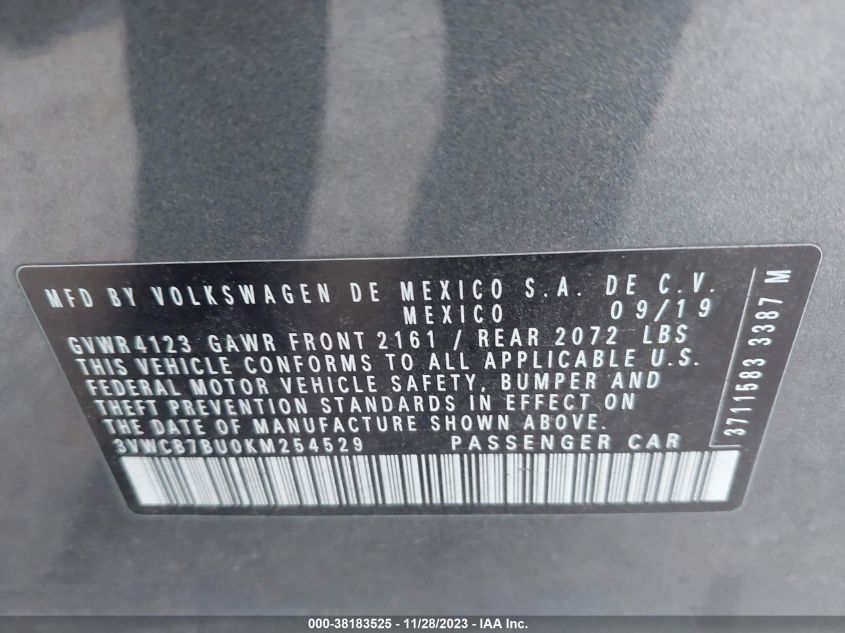 MFD BY VOLKSWAGEN DE MEXICO S.A. DE C.V.
MEXICO 09/19
GVWR4123 GAWR FRONT 2161 / REAR 2072 LBS
THIS VEHICLE CONFORMS TO ALL APPLICABLE U.S.
FEDERAL MOTOR VEHICLE SAFETY, BUMPER AND
THEFT PREVENTION STANDARDS IN EFFECT ON
THE DATE OF MANUFACTURE SHOWN ABOVE.
3VWCB7BU0KM254529 PASSENGER CAR
3711583 3387 M
000-38183525 - 11/28/2023 - IAA Inc.